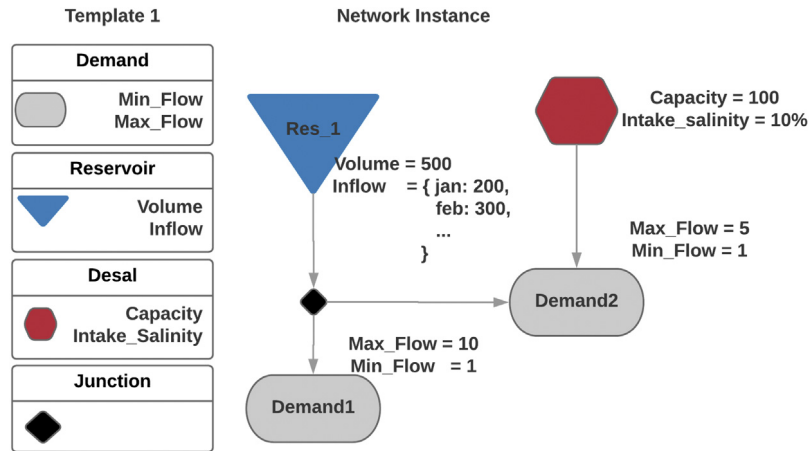 Template 1
Demand
Min_Flow
Max_Flow
Reservoir
Volume
Inflow
Desal
Capacity
Intake_Salinity
Junction
Network Instance
Res_1
Volume = 500
Inflow = { jan: 200,
feb: 300,
...
}
Capacity = 100
Intake_salinity = 10%
Max_Flow = 5
Min_Flow = 1
Demand2
Max_Flow = 10
Min_Flow = 1
Demand1